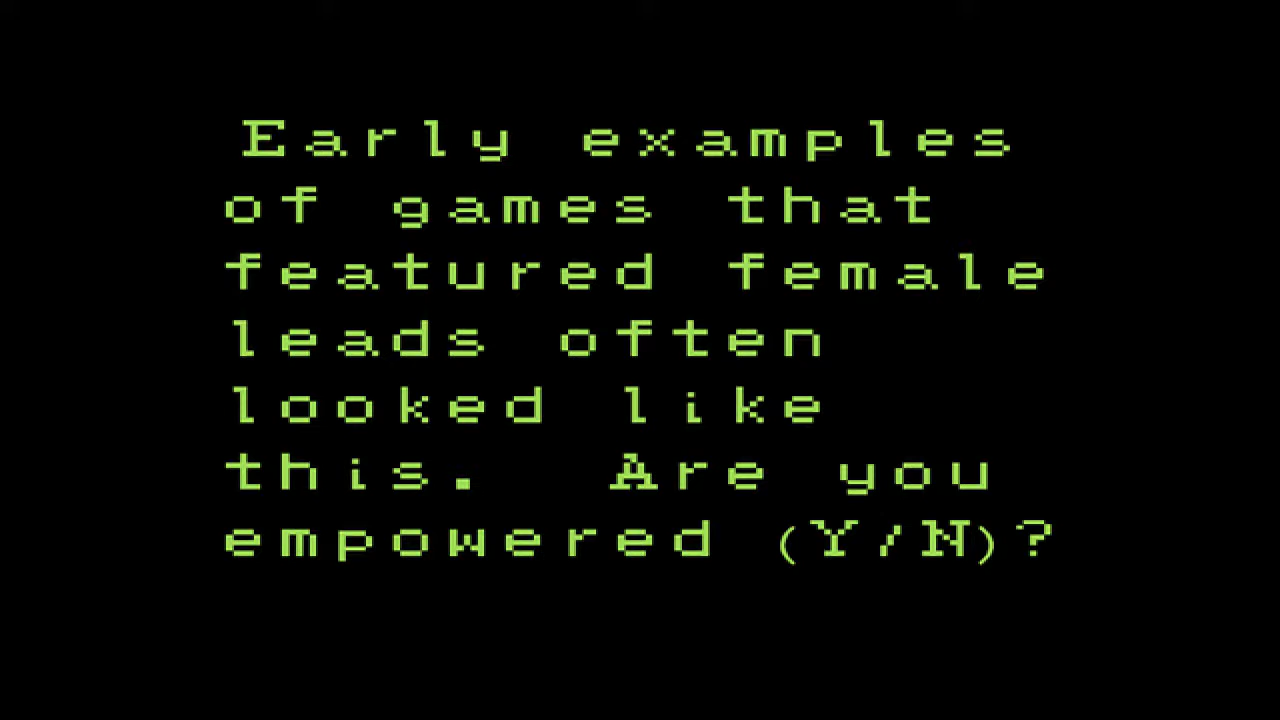 Early examples
of games that
featured female
leads often
looked like
this.  Are you
empowered (Y/N)?